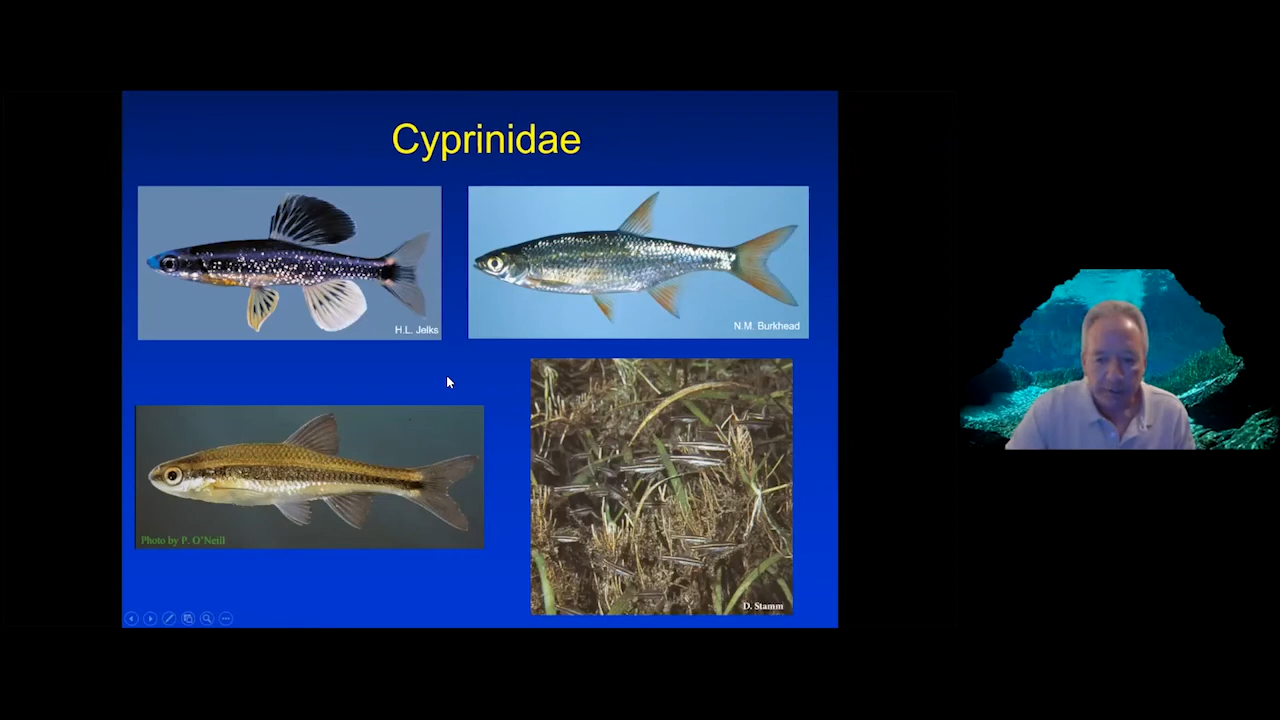 Cyprinidae
H.L. Jelks
N.M. Burkhead
Photo by P. O'Neill
D. Stamm